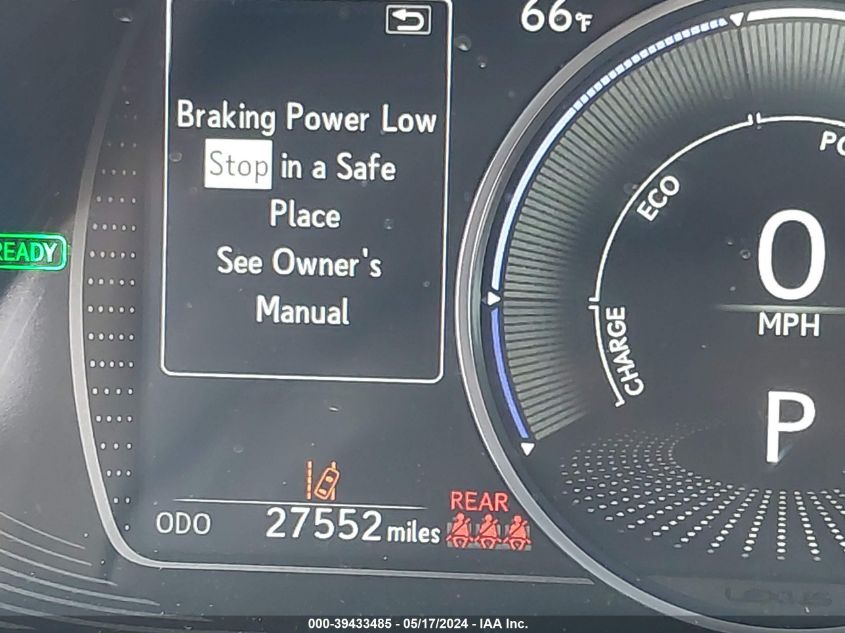 66°F
Braking Power Low
Stop in a Safe
Place
See Owner's
Manual
READY
ECO
CHARGE
0
MPH
P
REAR
ODO 27552 miles
LEXUS
000-39433485 - 05/17/2024 - IAA Inc.